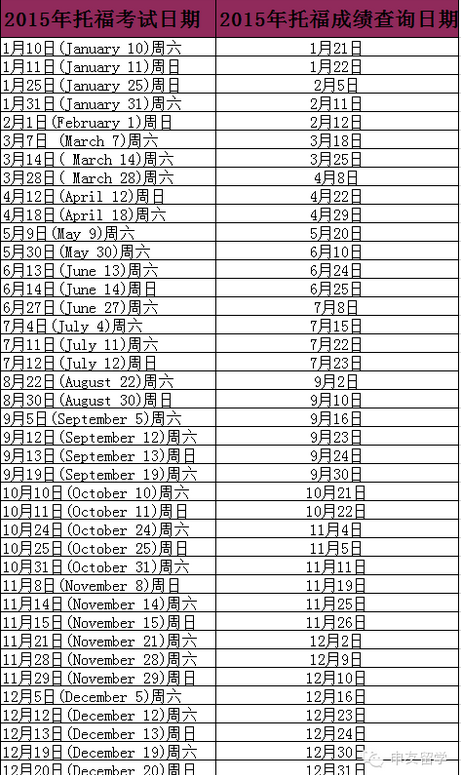 2015年托福考试日期 2015年托福成绩查询日期
1月10日(January 10)周六 1月21日
1月11日(January 11)周日 1月22日
1月25日(January 25)周日 2月5日
1月31日(January 31)周六 2月11日
2月1日(February 1)周日 2月12日
3月7日 (March 7)周六 3月18日
3月14日( March 14)周六 3月25日
3月28日( March 28)周六 4月8日
4月12日(April 12)周日 4月22日
4月18日(April 18)周六 4月29日
5月9日(May 9)周六 5月20日
5月30日(May 30)周六 6月10日
6月13日(June 13)周六 6月24日
6月14日(June 14)周日 6月25日
6月27日(June 27)周六 7月8日
7月4日(July 4)周六 7月15日
7月11日(July 11)周六 7月22日
7月12日(July 12)周日 7月23日
8月22日(August 22)周六 9月2日
8月30日(August 30)周日 9月10日
9月5日(September 5)周六 9月16日
9月12日(September 12)周六 9月23日
9月13日(September 13)周日 9月24日
9月19日(September 19)周六 9月30日
10月10日(October 10)周六 10月21日
10月11日(October 11)周日 10月22日
10月24日(October 24)周六 11月4日
10月25日(October 25)周日 11月5日
10月31日(October 31)周六 11月11日
11月8日(November 8)周日 11月19日
11月14日(November 14)周六 11月25日
11月15日(November 15)周日 11月26日
11月21日(November 21)周六 12月2日
11月28日(November 28)周六 12月9日
11月29日(November 29)周日 12月10日
12月5日(December 5)周六 12月16日
12月12日(December 12)周六 12月23日
12月13日(December 13)周日 12月24日
12月19日(December 19)周六 12月30日
12月20日(December 20)周日 12月31日
申友留学